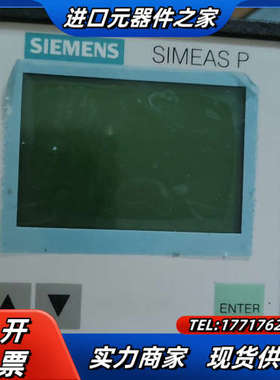 进口元器件之家
SIEMENS
SIMEAS P
ENTER
开
票
TEL:1771762
实力商家 现货供